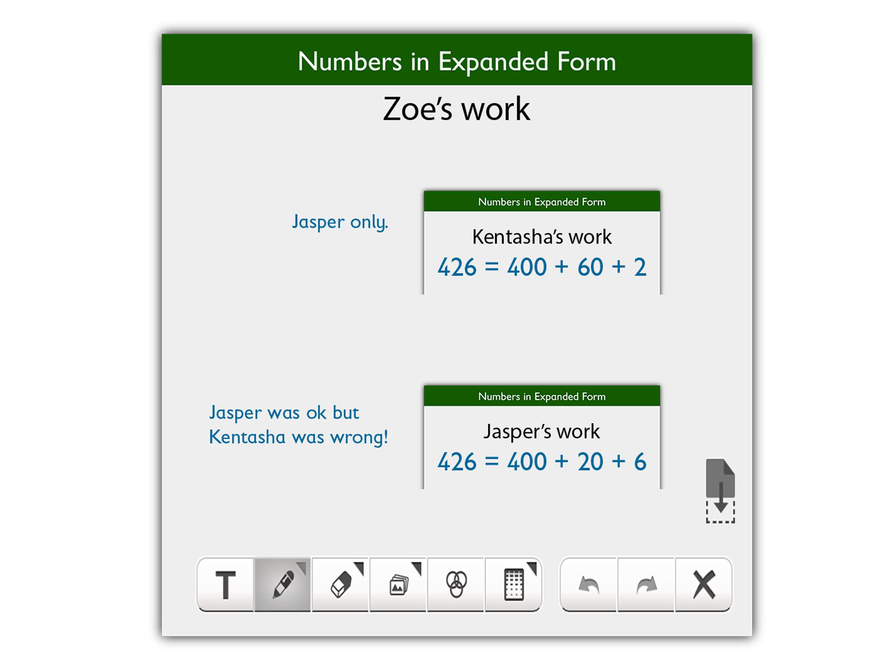 Numbers in Expanded Form
Zoe's work
Jasper only.
Numbers in Expanded Form
Kentasha's work
426 = 400 + 60 + 2
Jasper was ok but
Kentasha was wrong!
Numbers in Expanded Form
Jasper's work
426 = 400 + 20 + 6
T